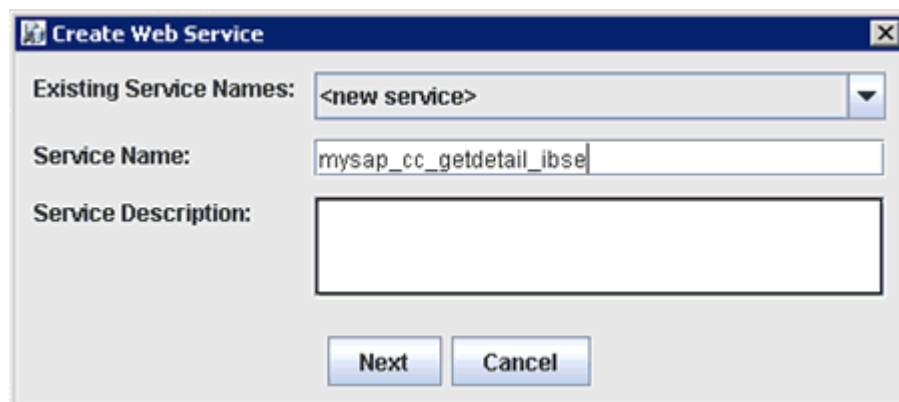 Create Web Service
Existing Service Names: <new service>
Service Name: mysap_cc_getdetail_ibse
Service Description:
Next Cancel